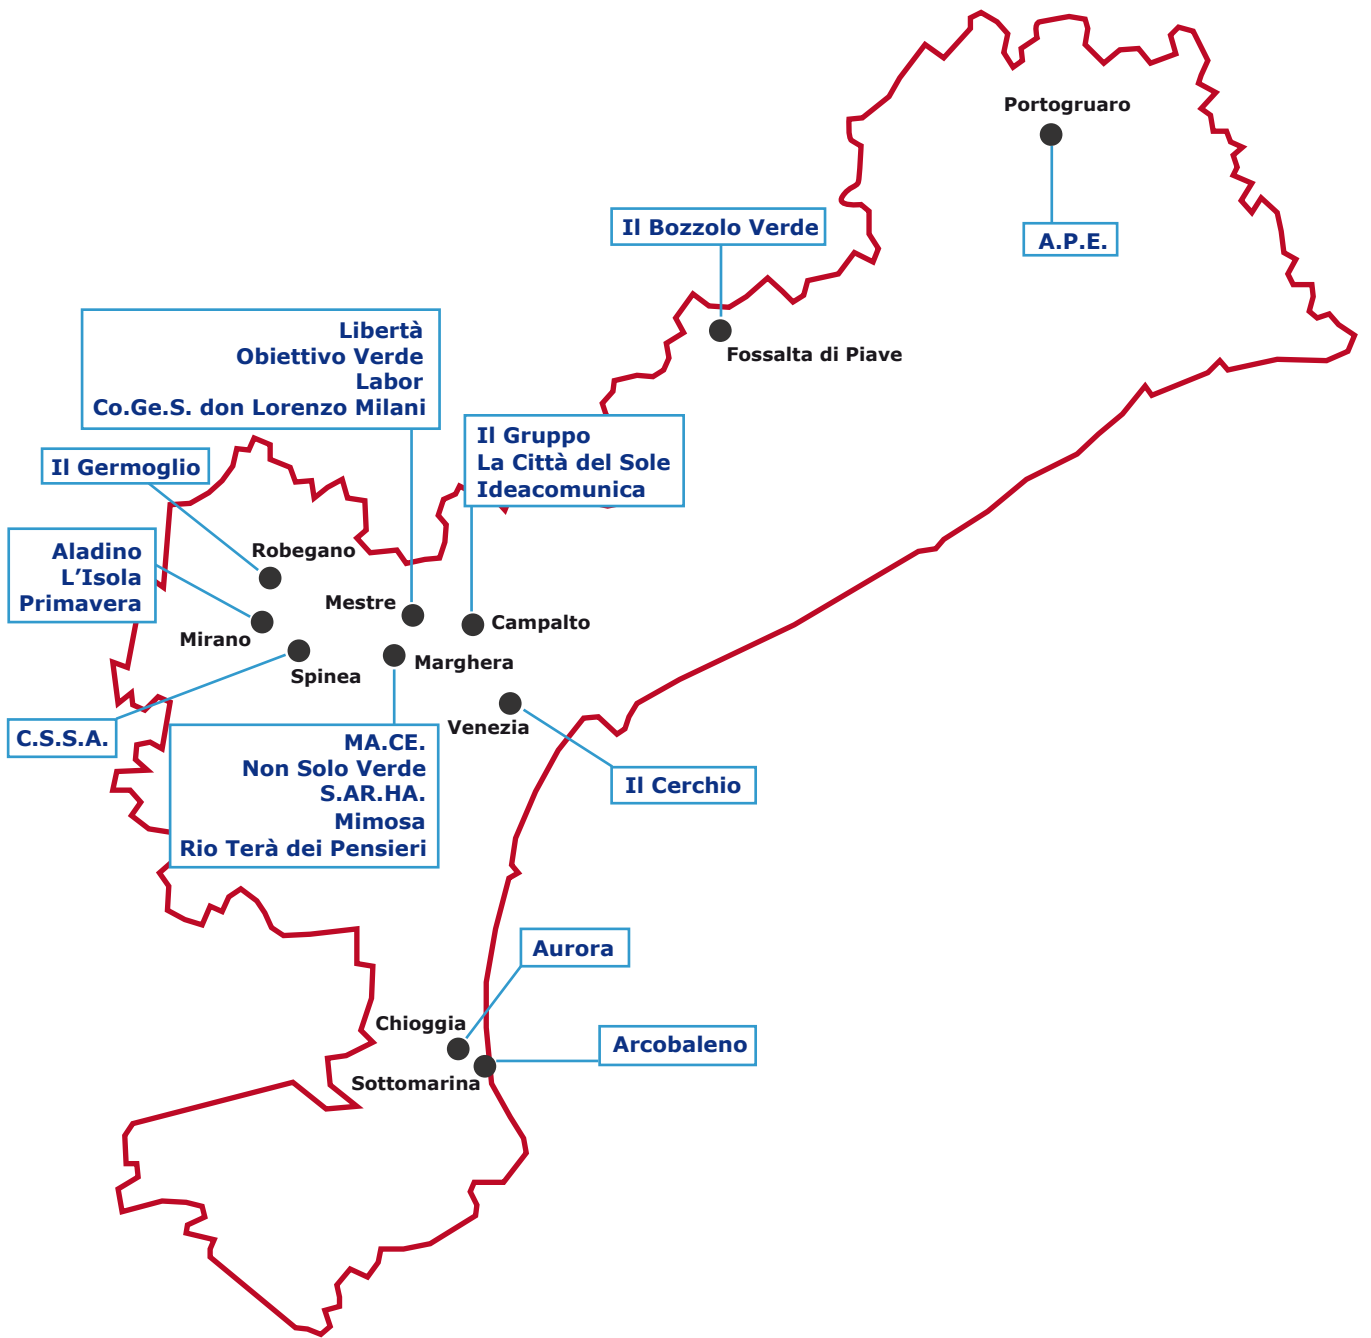 Portogruaro
A.P.E.
Il Bozzolo Verde
Fossalta di Piave
Libertà
Obiettivo Verde
Labor
Co.Ge.S. don Lorenzo Milani
Il Gruppo
La Città del Sole
Ideacomunica
Il Germoglio
Robegano
Aladino
L'Isola
Primavera
Mestre
Campalto
Mirano
Marghera
Spinea
Venezia
C.S.S.A.
MA.CE.
Non Solo Verde
S.AR.HA.
Mimosa
Rio Terà dei Pensieri
Il Cerchio
Aurora
Chioggia
Arcobaleno
Sottomarina